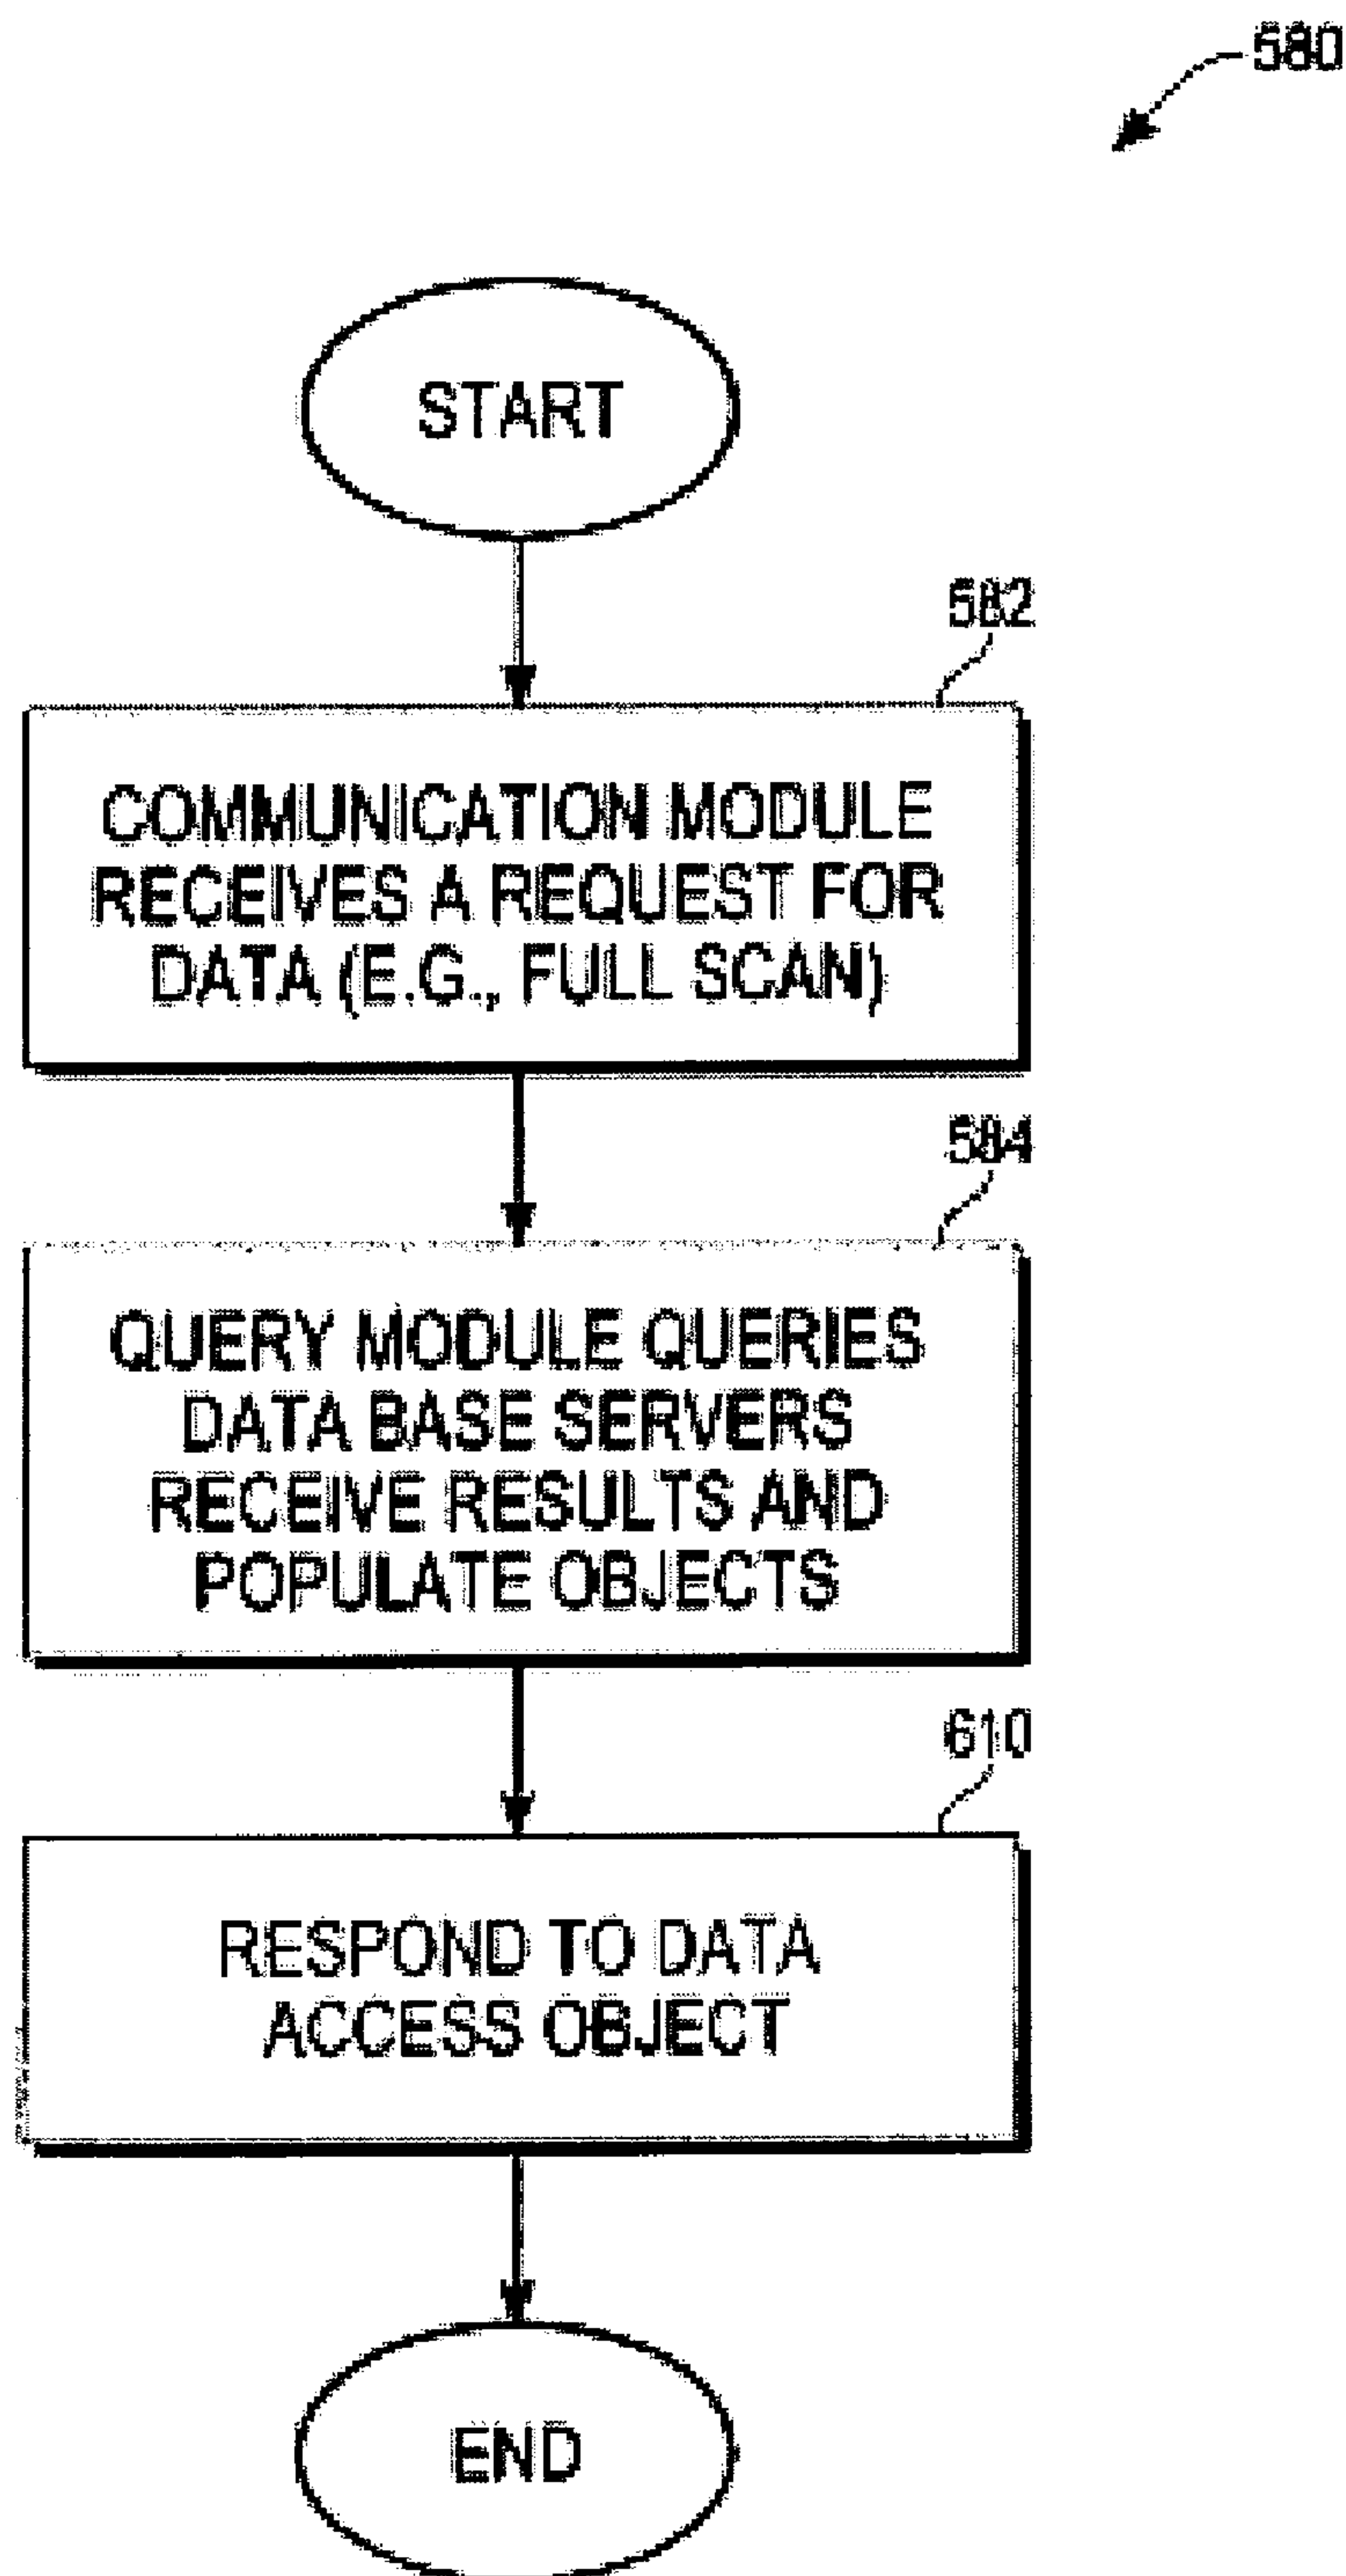 580
START
582
COMMUNICATION MODULE
RECEIVES A REQUEST FOR
DATA (E.G., FULL SCAN)
584
QUERY MODULE QUERIES
DATA BASE SERVERS
RECEIVE RESULTS AND
POPULATE OBJECTS
610
RESPOND TO DATA
ACCESS OBJECT
END